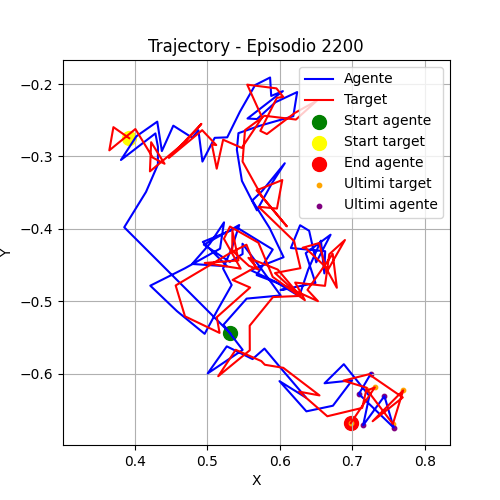 Trajectory - Episodio 2200
Agente
Target
Start agente
Start target
End agente
Ultimi target
Ultimi agente
−0.2
−0.3
−0.4
−0.5
−0.6
Y
0.4 0.5 0.6 0.7 0.8
X